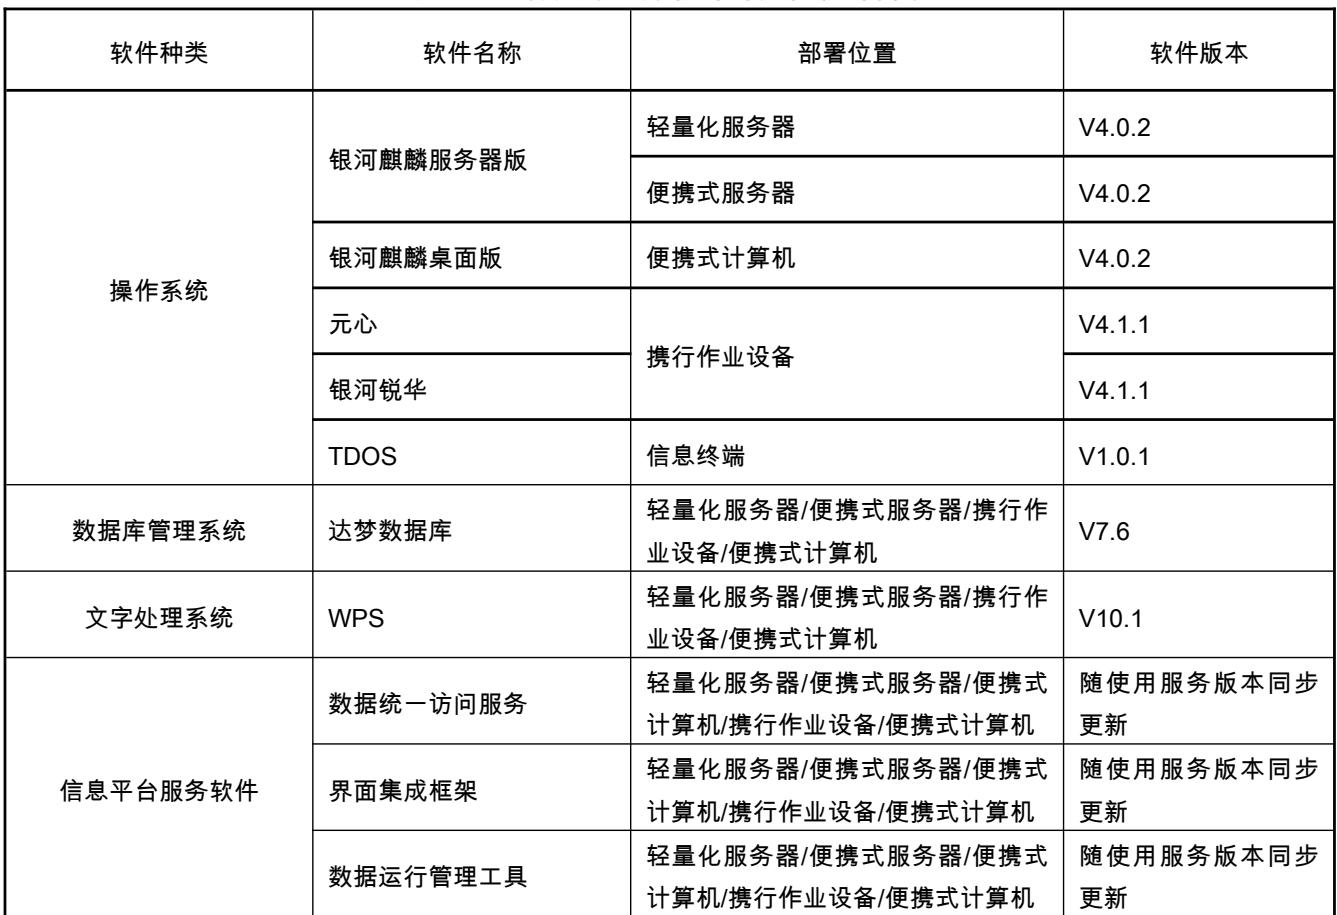 软件种类 软件名称 部署位置 软件版本
操作系统
银河麒麟服务器版
轻量化服务器 V4.0.2
便携式服务器 V4.0.2
银河麒麟桌面版 便携式计算机 V4.0.2
元心 V4.1.1
携行作业设备
银河锐华 V4.1.1
TDOS 信息终端 V1.0.1
数据库管理系统 达梦数据库
轻量化服务器/便携式服务器/携行作
业设备/便携式计算机
V7.6
文字处理系统 WPS
轻量化服务器/便携式服务器/携行作
业设备/便携式计算机
V10.1
信息平台服务软件
数据统一访问服务
轻量化服务器/便携式服务器/便携式
计算机/携行作业设备/便携式计算机
随使用服务版本同步
更新
界面集成框架
轻量化服务器/便携式服务器/便携式
计算机/携行作业设备/便携式计算机
随使用服务版本同步
更新
数据运行管理工具
轻量化服务器/便携式服务器/便携式
计算机/携行作业设备/便携式计算机
随使用服务版本同步
更新